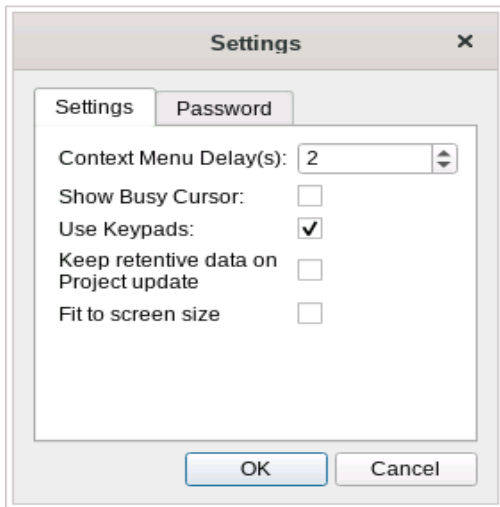 Settings
Settings Password
Context Menu Delay(s): 2
Show Busy Cursor:
Use Keypads:
Keep retentive data on
Project update
Fit to screen size
OK Cancel